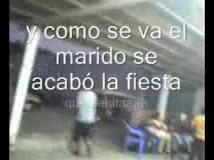 y como se va el
marido se
acabó la fiesta